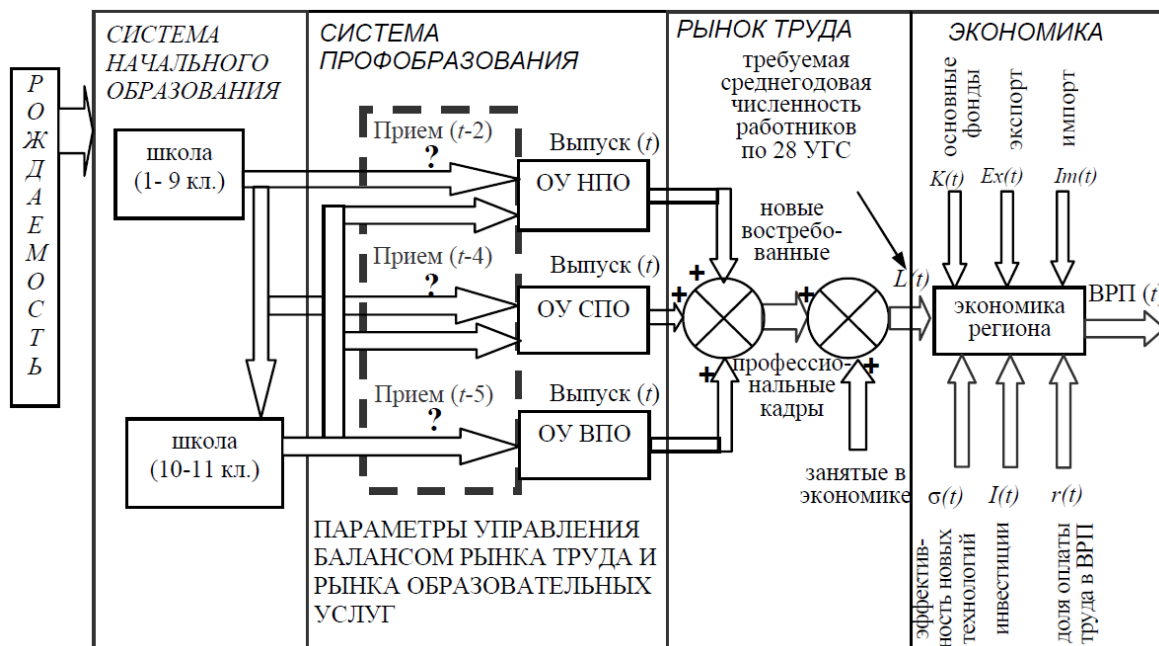 РОЖДАЕМОСТЬ
СИСТЕМА
НАЧАЛЬНОГО
ОБРАЗОВАНИЯ
школа
(1- 9 кл.)
школа
(10-11 кл.)
СИСТЕМА
ПРОФОБРАЗОВАНИЯ
Прием (t-2)
?
Выпуск (t)
ОУ НПО
Прием (t-4)
?
Выпуск (t)
ОУ СПО
Прием (t-5)
?
Выпуск (t)
ОУ ВПО
ПАРАМЕТРЫ УПРАВЛЕНИЯ
БАЛАНСОМ РЫНКА ТРУДА И
РЫНКА ОБРАЗОВАТЕЛЬНЫХ
УСЛУГ
РЫНОК ТРУДА
требуемая
среднегодовая
численность
работников
по 28 УГС
новые
востребо-
ванные
+
+
+
+
+
профессио-
нальные
кадры
занятые в
экономике
L(t)
ЭКОНОМИКА
основные
фонды
экспорт
импорт
K(t)
Ex(t)
Im(t)
экономика
региона
ВРП (t)
σ(t)
I(t)
r(t)
эффектив-
ность новых
технологий
инвестиции
доля оплаты
труда в ВРП